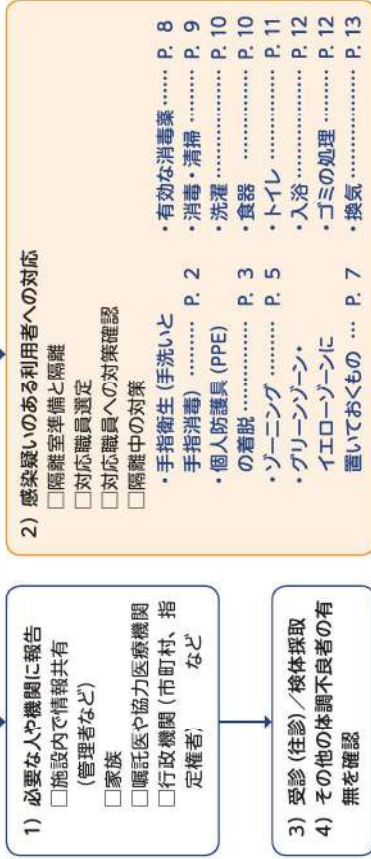 1）必要な人や機関に報告
□施設内で情報共有
（管理者など）
□家族
□嘱託医や協力医療機関
□行政機関（市町村、指
定権者） など
3）受診（往診）／検体採取
4）その他の体調不良者の有
無を確認
2）感染疑いのある利用者への対応
□隔離室準備と隔離
□対応職員選定
□対応職員への対策確認
□隔離中の対策
・手指衛生（手洗いと
手指消毒）……… P. 2
・個人防護具（PPE）
の着脱……………… P. 3
・ゾーニング………… P. 5
・グリーンゾーン・
イエローゾーンに
置いておくもの … P. 7
・有効な消毒薬…… P. 8
・消毒・清掃………… P. 9
・洗濯……………… P. 10
・食器 …………… P. 10
・トイレ…………… P. 11
・入浴……………… P. 12
・ゴミの処理……… P. 12
・換気……………… P. 13